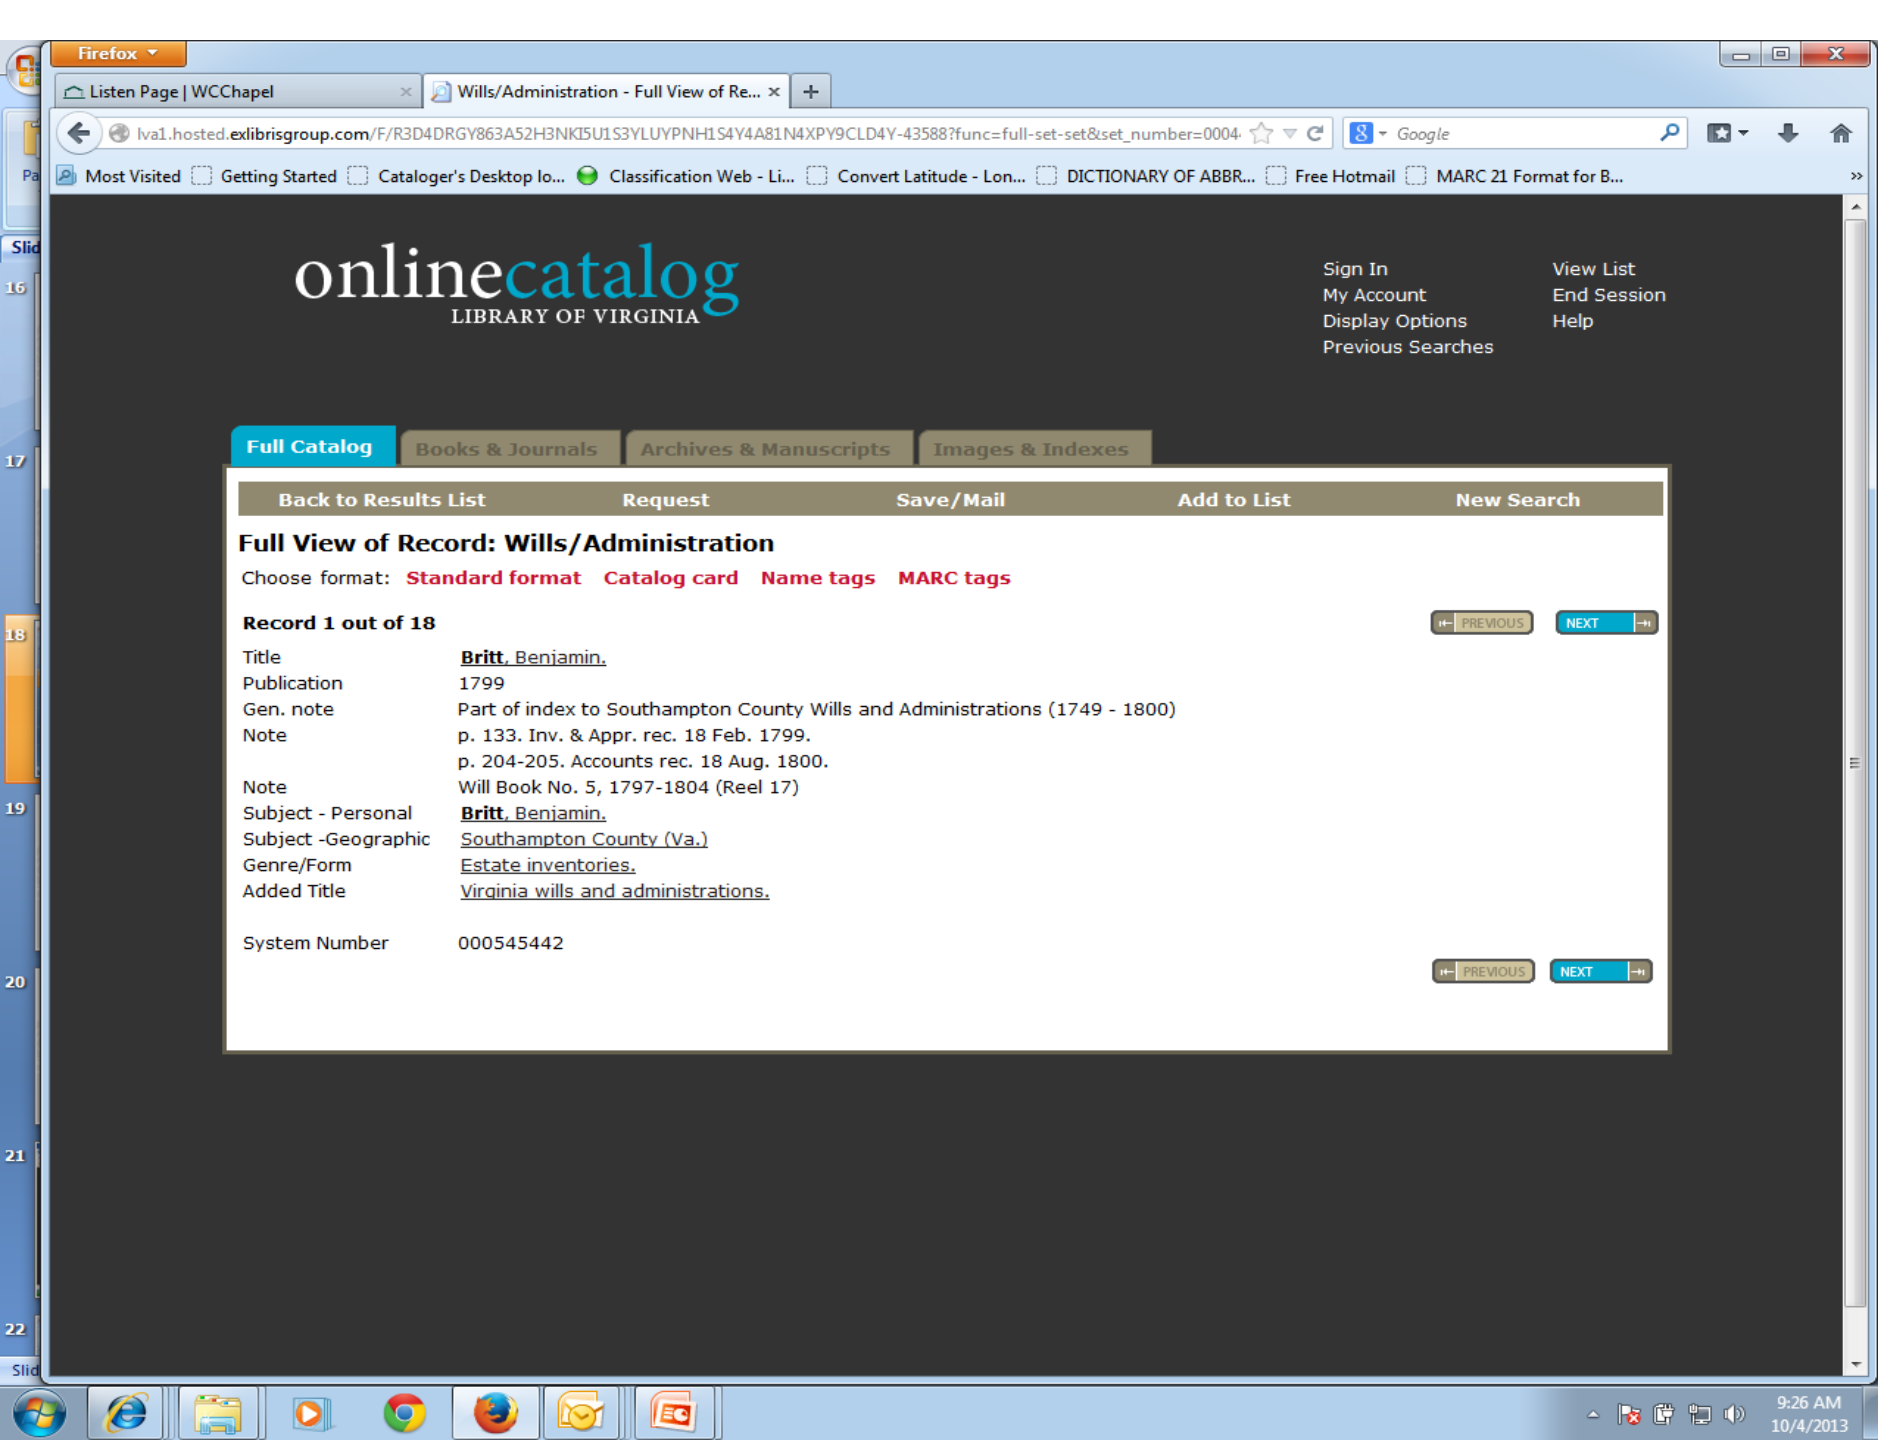 Firefox
Listen Page | WCChapel
Wills/Administration - Full View of Re...
lva1.hosted.exlibrisgroup.com/F/R3D4DRGY863A52H3NKI5U1S3YLUYPNH1S4Y4A81N4XPY9CLD4Y-43588?func=full-set-set&set_number=0004
Google
Pa
Most Visited Getting Started Cataloger's Desktop lo... Classification Web - Li... Convert Latitude - Lon... DICTIONARY OF ABBR... Free Hotmail MARC 21 Format for B... »
Slid
16
17
18
19
20
21
22
Slid
onlinecatalog
LIBRARY OF VIRGINIA
Sign In View List
My Account End Session
Display Options Help
Previous Searches
Full Catalog Books & Journals Archives & Manuscripts Images & Indexes
Back to Results List Request Save/Mail Add to List New Search
Full View of Record: Wills/Administration
Choose format: Standard format Catalog card Name tags MARC tags
Record 1 out of 18 PREVIOUS NEXT
Title Britt, Benjamin.
Publication 1799
Gen. note Part of index to Southampton County Wills and Administrations (1749 - 1800)
Note p. 133. Inv. & Appr. rec. 18 Feb. 1799.
p. 204-205. Accounts rec. 18 Aug. 1800.
Note Will Book No. 5, 1797-1804 (Reel 17)
Subject - Personal Britt, Benjamin.
Subject -Geographic Southampton County (Va.)
Genre/Form Estate inventories.
Added Title Virginia wills and administrations.
System Number 000545442
PREVIOUS NEXT
9:26 AM
10/4/2013